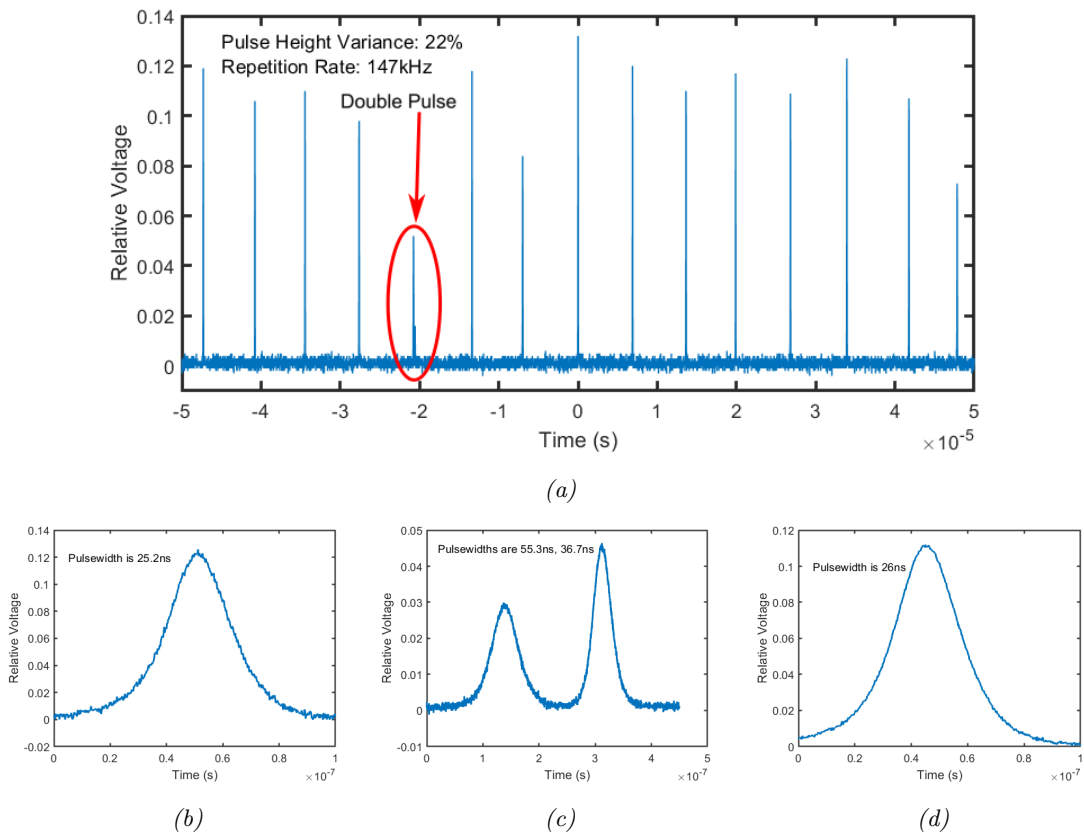 0.14
0.12
0.1
0.08
0.06
0.04
0.02
0
Relative Voltage
Pulse Height Variance: 22%
Repetition Rate: 147kHz
Double Pulse
-5 -4 -3 -2 -1 0 1 2 3 4 5
Time (s)
×10⁻⁵
(a)
0.14
0.12
0.1
0.08
0.06
0.04
0.02
0
-0.02
Relative Voltage
Pulsewidth is 25.2ns
0 0.2 0.4 0.6 0.8 1
Time (s)
×10⁻⁷
(b)
0.05
0.04
0.03
0.02
0.01
0
-0.01
Relative Voltage
Pulsewidths are 55.3ns, 36.7ns
0 1 2 3 4 5
Time (s)
×10⁻⁷
(c)
0.12
0.1
0.08
0.06
0.04
0.02
0
Relative Voltage
Pulsewidth is 26ns
0 0.2 0.4 0.6 0.8 1
Time (s)
×10⁻⁷
(d)